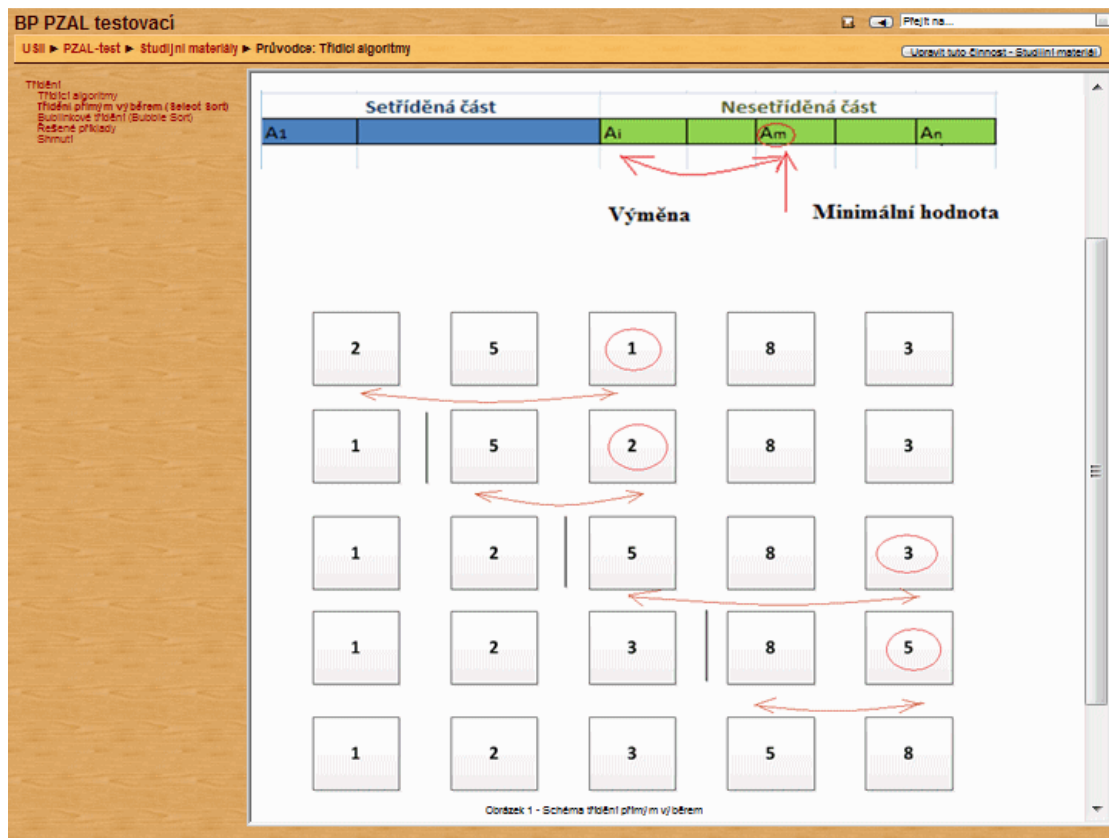 BP PZAL testovací
Přejít na...
USII ► PZAL-test ► Studijní materiály ► Průvodce: Třídící algoritmy
Upravit tuto činnost - Studijní materiál
Třídění
Třídící algoritmy
Třídění přímým výběrem (Select Sort)
Bublinkové třídění (Bubble Sort)
Řešené příklady
Shrnutí
Setříděná část Nesetříděná část
A1 Ai Am An
Výměna Minimální hodnota
2 5 1 8 3
1 5 2 8 3
1 2 5 8 3
1 2 3 8 5
1 2 3 5 8
Obrázek 1 - Schéma třídění přímým výběrem